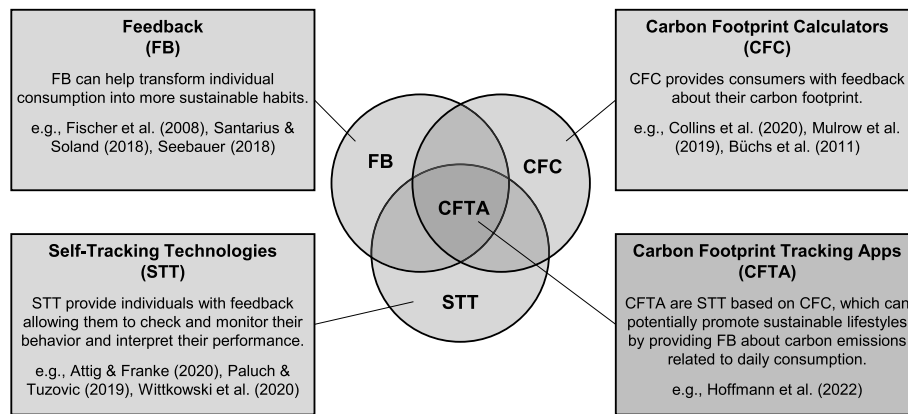 Feedback
(FB)
FB can help transform individual
consumption into more sustainable habits.
e.g., Fischer et al. (2008), Santarius &
Soland (2018), Seebauer (2018)
Carbon Footprint Calculators
(CFC)
CFC provides consumers with feedback
about their carbon footprint.
e.g., Collins et al. (2020), Mulrow et al.
(2019), Büchs et al. (2011)
FB
CFC
CFTA
STT
Self-Tracking Technologies
(STT)
STT provide individuals with feedback
allowing them to check and monitor their
behavior and interpret their performance.
e.g., Attig & Franke (2020), Paluch &
Tuzovic (2019), Wittkowski et al. (2020)
Carbon Footprint Tracking Apps
(CFTA)
CFTA are STT based on CFC, which can
potentially promote sustainable lifestyles
by providing FB about carbon emissions
related to daily consumption.
e.g., Hoffmann et al. (2022)